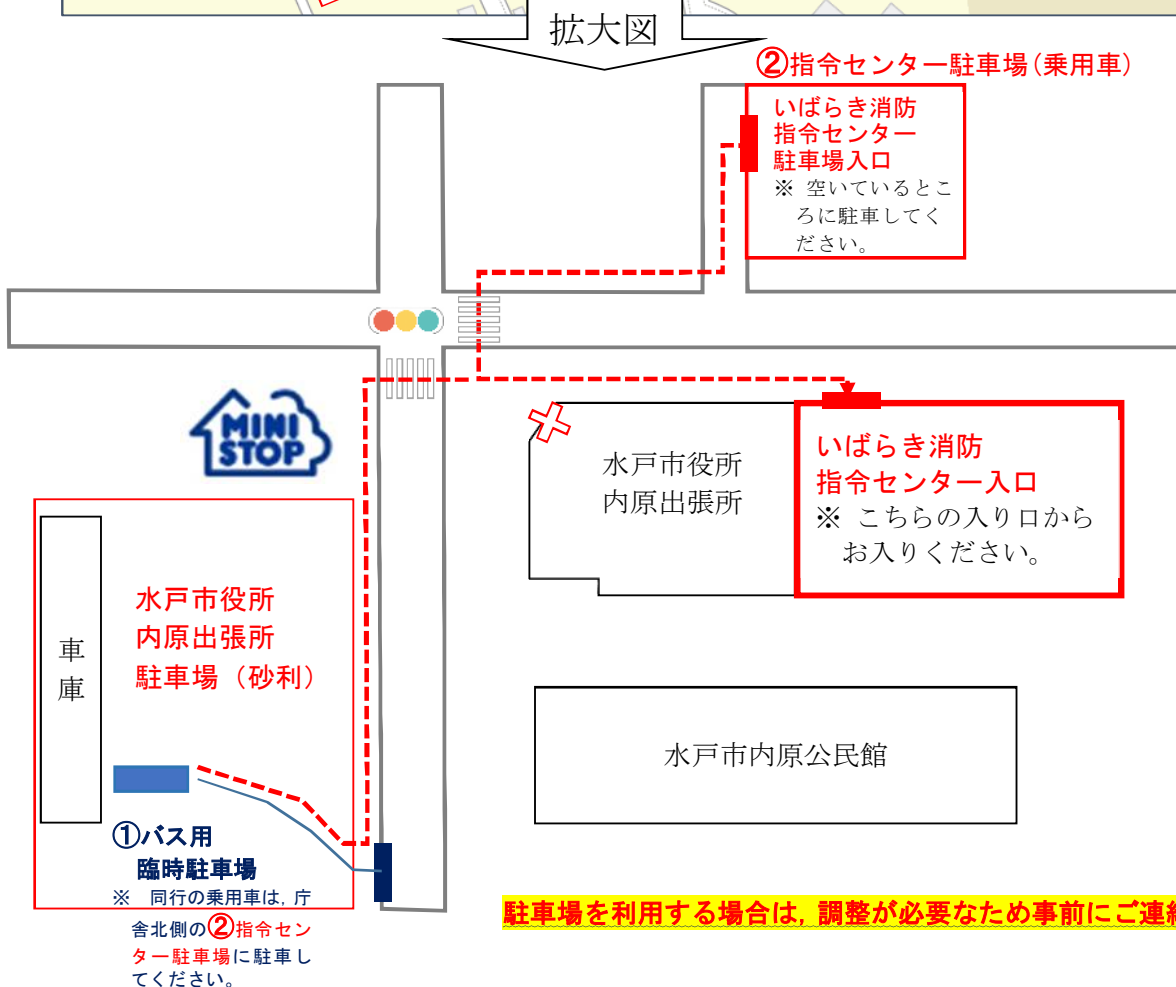 拡大図
②指令センター駐車場(乗用車)
いばらき消防
指令センター
駐車場入口
※ 空いているとこ
ろに駐車してく
ださい。
MINI
STOP
水戸市役所
内原出張所
いばらき消防
指令センター入口
※ こちらの入り口から
お入りください。
車
庫
水戸市役所
内原出張所
駐車場（砂利）
水戸市内原公民館
①バス用
臨時駐車場
※ 同行の乗用車は，庁
舎北側の②指令セン
ター駐車場に駐車し
てください。
駐車場を利用する場合は，調整が必要なため事前にご連